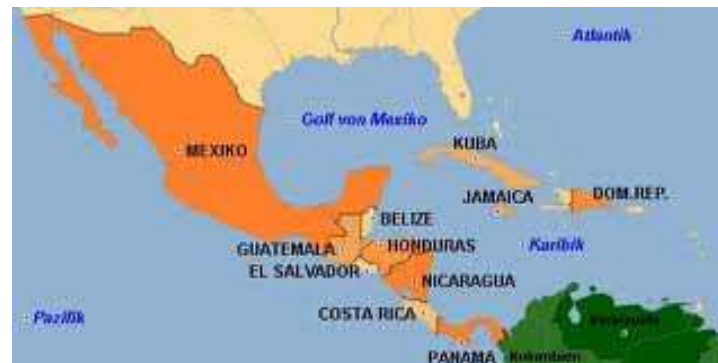 Atlantik
Golf von Mexiko
KUBA
MEXIKO
JAMAICA
DOM.REP.
BELIZE
GUATEMALA
HONDURAS
Karibik
EL SALVADOR
NICARAGUA
COSTA RICA
Pazifik
Venezuela
PANAMA
Kolumbien